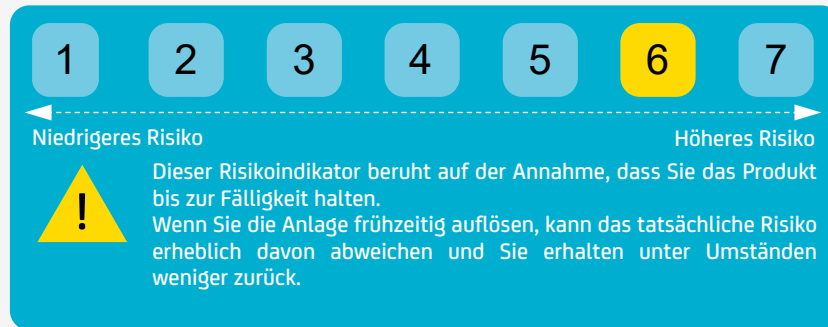 1 2 3 4 5 6 7
Niedrigeres Risiko Höheres Risiko
Dieser Risikoindikator beruht auf der Annahme, dass Sie das Produkt
bis zur Fälligkeit halten.
!
Wenn Sie die Anlage frühzeitig auflösen, kann das tatsächliche Risiko
erheblich davon abweichen und Sie erhalten unter Umständen
weniger zurück.